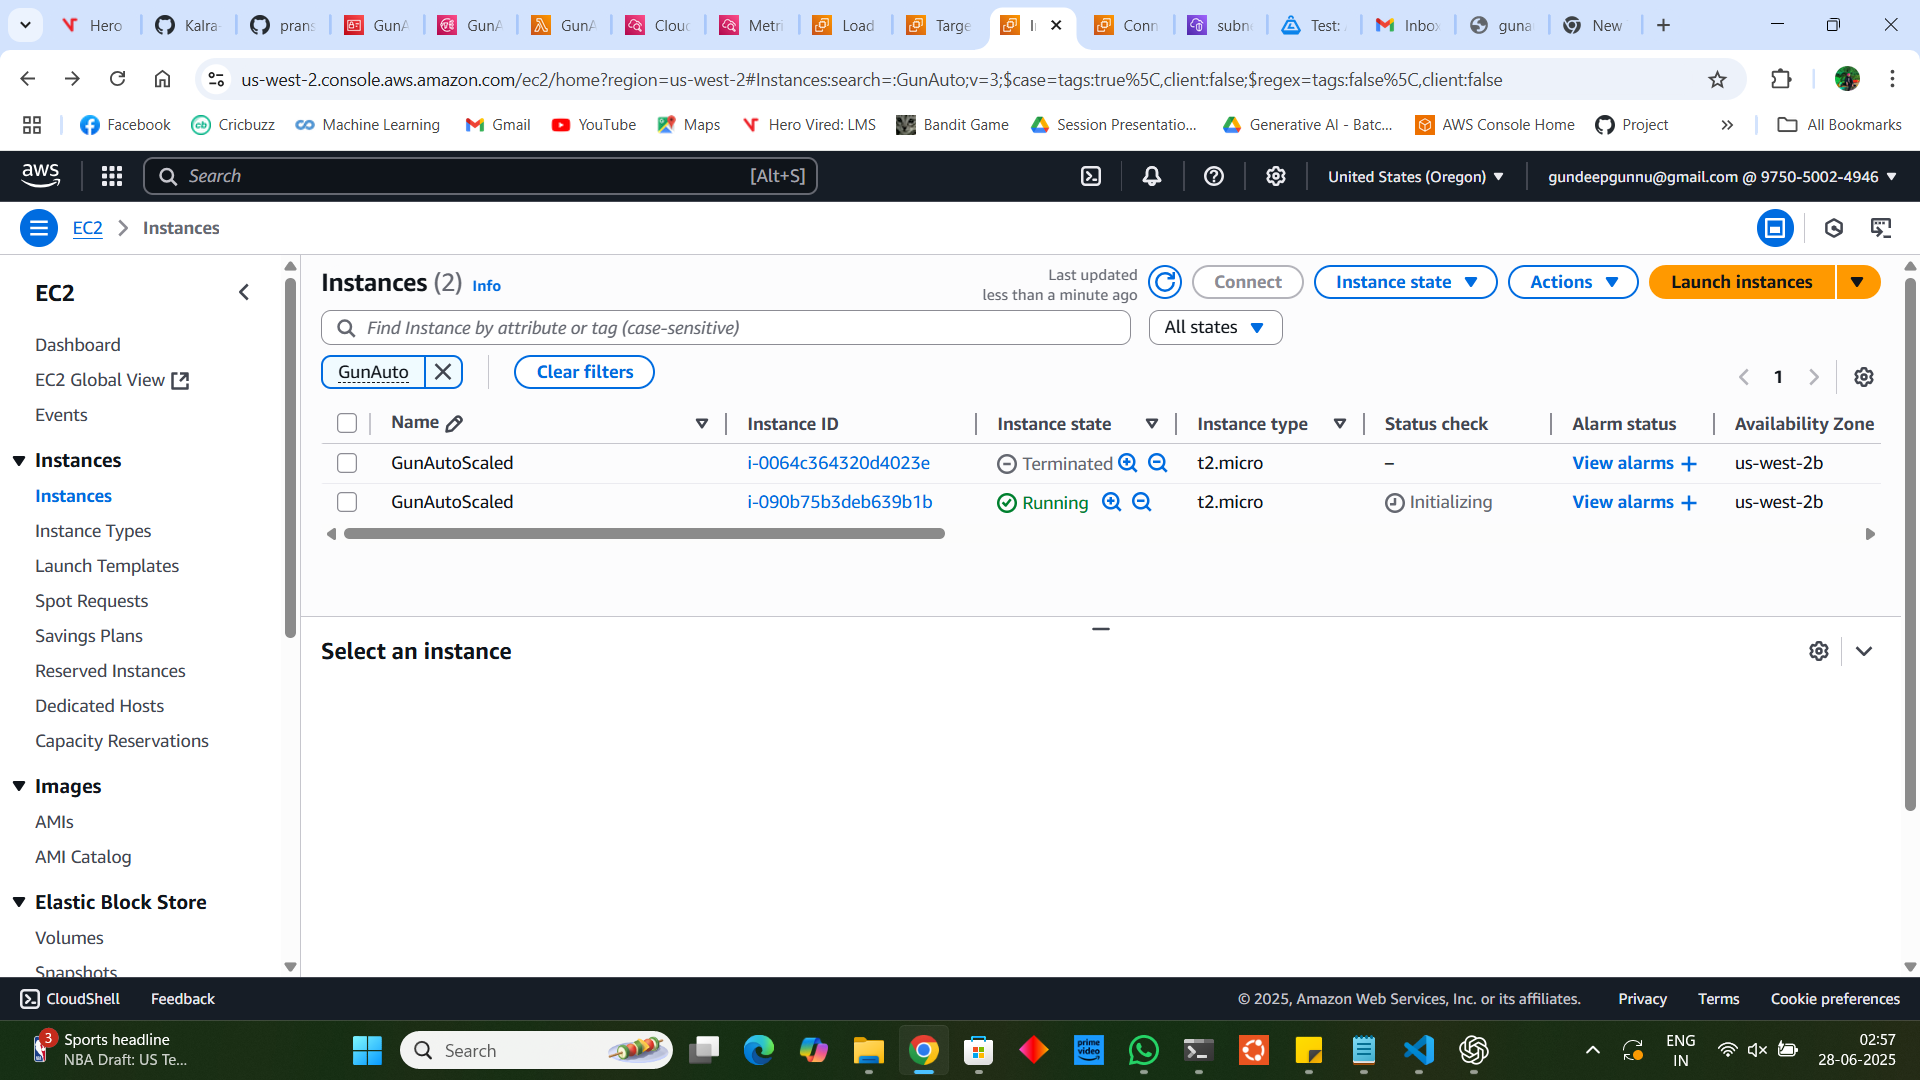 Hero
Kalra-
prans
GunA
GunA
GunA
Cloud
Metri
Load
Targe
Conn
subne
Test:
Inbox
guna
New
us-west-2.console.aws.amazon.com/ec2/home?region=us-west-2#Instances:search=:GunAuto;v=3;$case=tags:true%5C,client:false;$regex=tags:false%5C,client:false
Facebook
Cricbuzz
Machine Learning
Gmail
YouTube
Maps
Hero Vired: LMS
Bandit Game
Session Presentatio...
Generative AI - Batc...
AWS Console Home
Project
All Bookmarks
aws
Search
[Alt+S]
United States (Oregon)
gundeepgunnu@gmail.com @ 9750-5002-4946
EC2
Instances
EC2
Dashboard
EC2 Global View
Events
Instances
Instances
Instance Types
Launch Templates
Spot Requests
Savings Plans
Reserved Instances
Dedicated Hosts
Capacity Reservations
Images
AMIs
AMI Catalog
Elastic Block Store
Volumes
Snapshots
Instances (2) Info
Last updated
less than a minute ago
Connect
Instance state
Actions
Launch instances
Find Instance by attribute or tag (case-sensitive)
All states
GunAuto
Clear filters
1
Name Instance ID Instance state Instance type Status check Alarm status Availability Zone
GunAutoScaled i-0064c364320d4023e Terminated t2.micro – View alarms + us-west-2b
GunAutoScaled i-090b75b3deb639b1b Running t2.micro Initializing View alarms + us-west-2b
Select an instance
CloudShell
Feedback
© 2025, Amazon Web Services, Inc. or its affiliates.
Privacy
Terms
Cookie preferences
3
Sports headline
NBA Draft: US Te...
Search
prime video
ENG
IN
02:57
28-06-2025